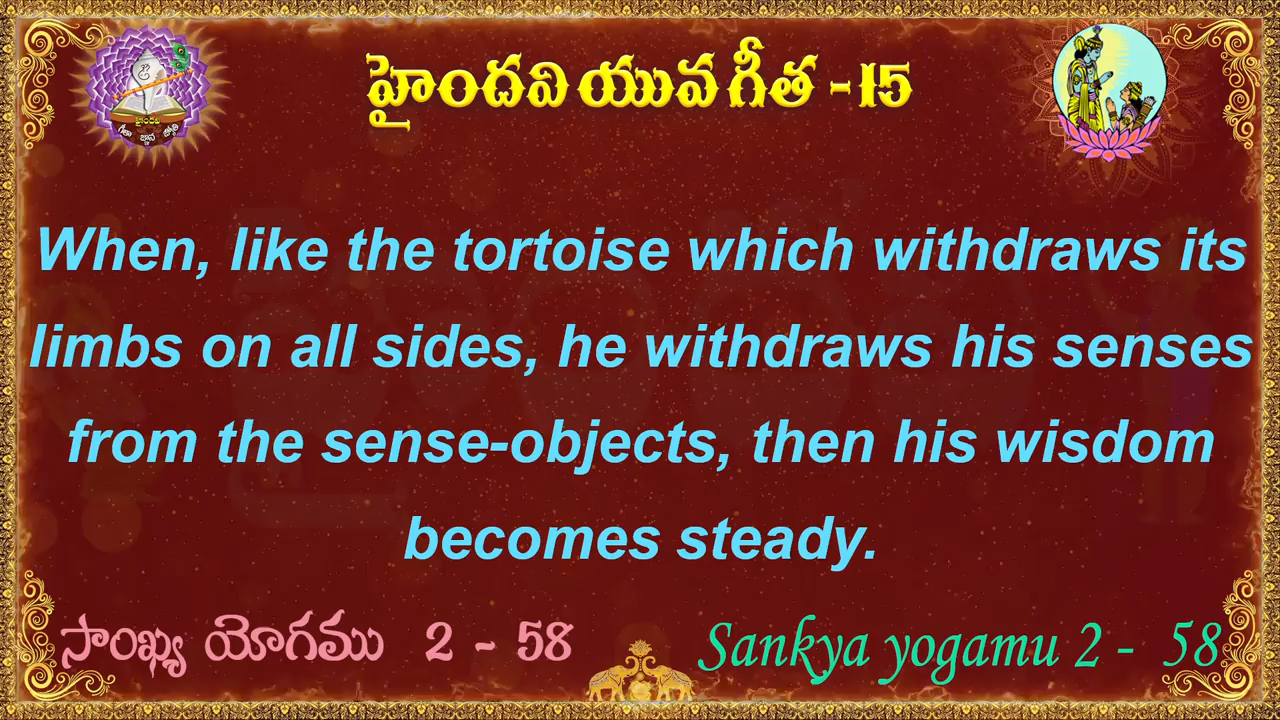 హైందవి యువ గీత - 15
When, like the tortoise which withdraws its
limbs on all sides, he withdraws his senses
from the sense-objects, then his wisdom
becomes steady.
సాంఖ్య యోగము 2 - 58
Sankya yogamu 2 - 58
హైందవి
గీతా జ్ఞాన జ్యోతి